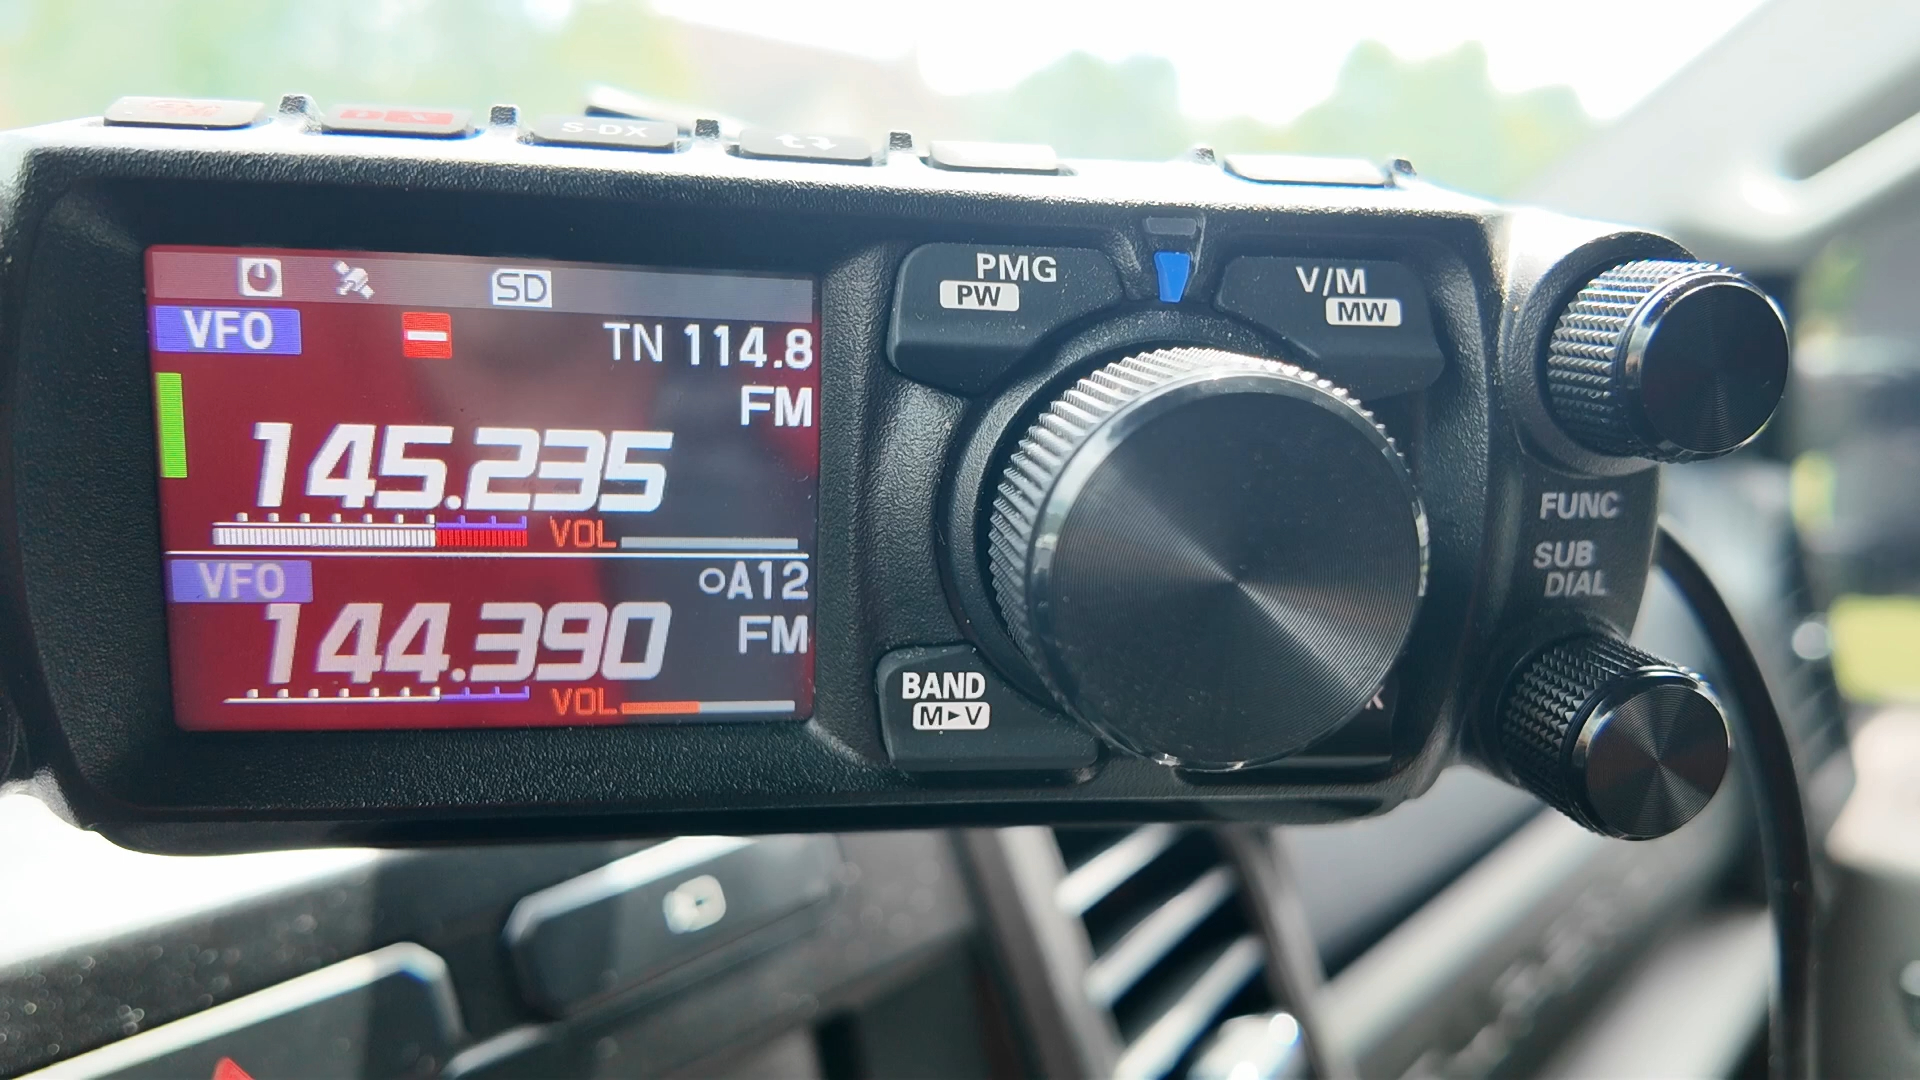 S-DX
SD
VFO
TN 114.8
FM
145.235
VOL
VFO
A12
144.390
FM
VOL
PMG
PW
V/M
MW
BAND
M►V
FUNC
SUB
DIAL